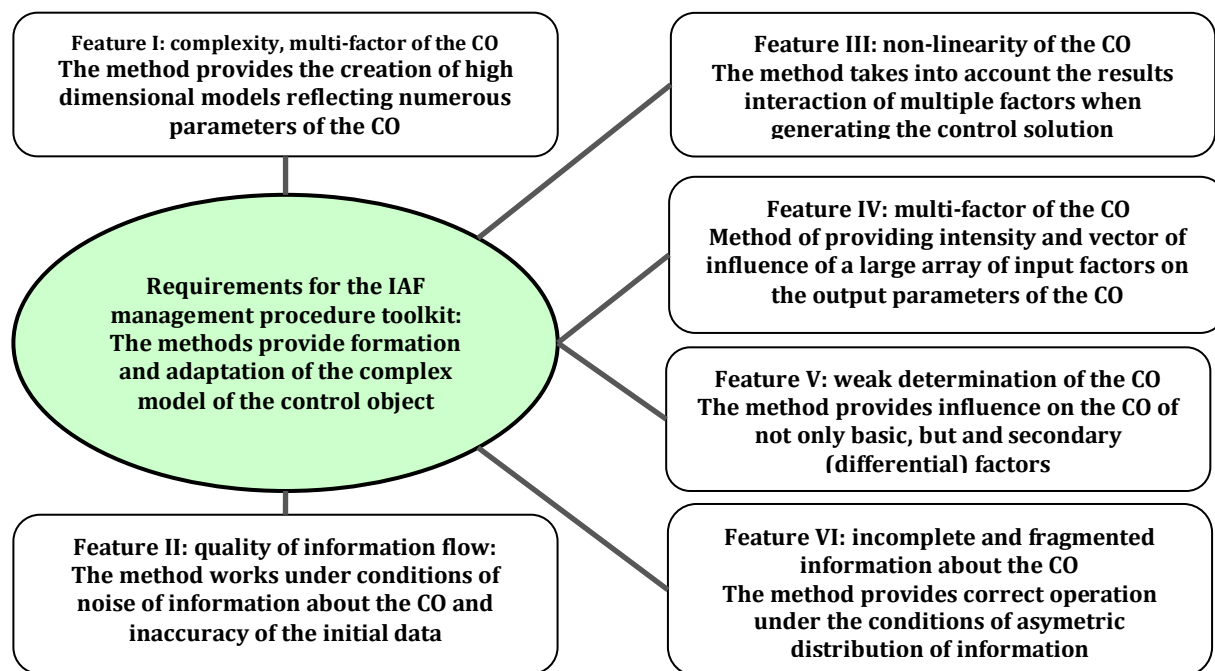 Feature I: complexity, multi-factor of the CO
The method provides the creation of high
dimensional models reflecting numerous
parameters of the CO
Feature III: non-linearity of the CO
The method takes into account the results
interaction of multiple factors when
generating the control solution
Feature IV: multi-factor of the CO
Method of providing intensity and vector of
influence of a large array of input factors on
the output parameters of the CO
Requirements for the IAF
management procedure toolkit:
The methods provide formation
and adaptation of the complex
model of the control object
Feature V: weak determination of the CO
The method provides influence on the CO of
not only basic, but and secondary
(differential) factors
Feature II: quality of information flow:
The method works under conditions of
noise of information about the CO and
inaccuracy of the initial data
Feature VI: incomplete and fragmented
information about the CO
The method provides correct operation
under the conditions of asymetric
distribution of information